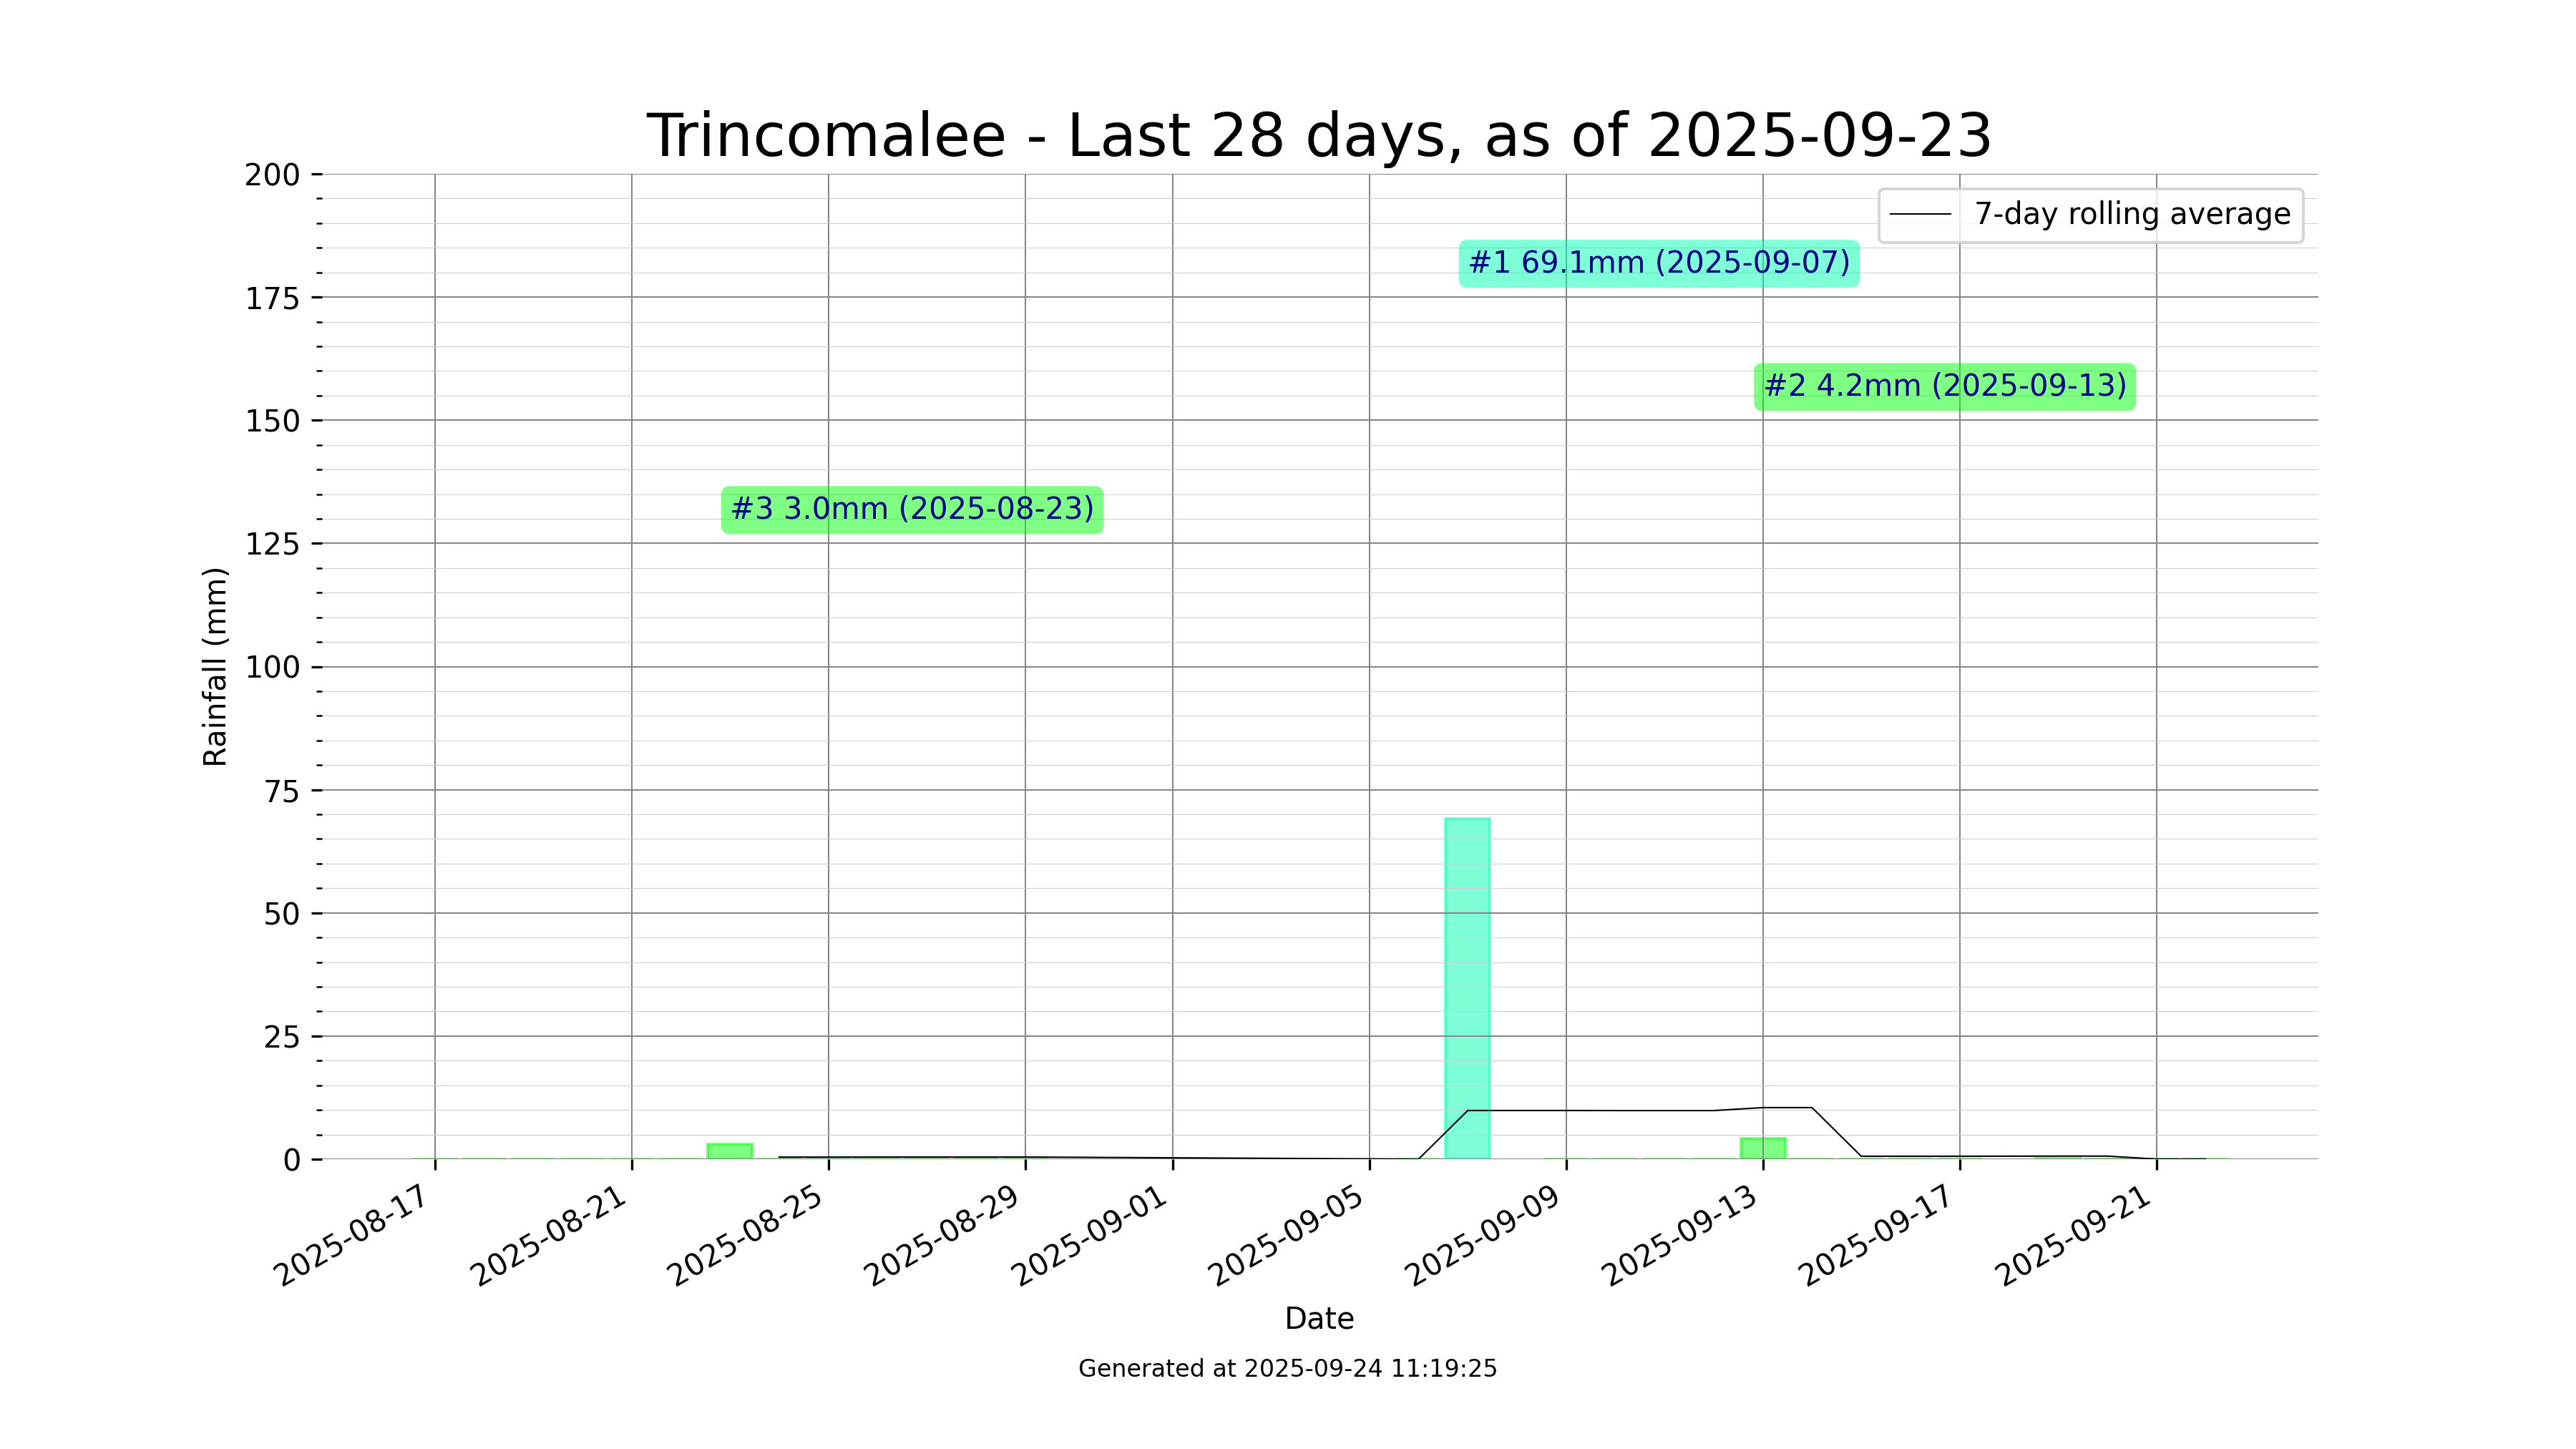 Trincomalee - Last 28 days, as of 2025-09-23
7-day rolling average
#1 69.1mm (2025-09-07)
#2 4.2mm (2025-09-13)
#3 3.0mm (2025-08-23)
Rainfall (mm)
200
175
150
125
100
75
50
25
0
2025-08-17
2025-08-21
2025-08-25
2025-08-29
2025-09-01
2025-09-05
2025-09-09
2025-09-13
2025-09-17
2025-09-21
Date
Generated at 2025-09-24 11:19:25